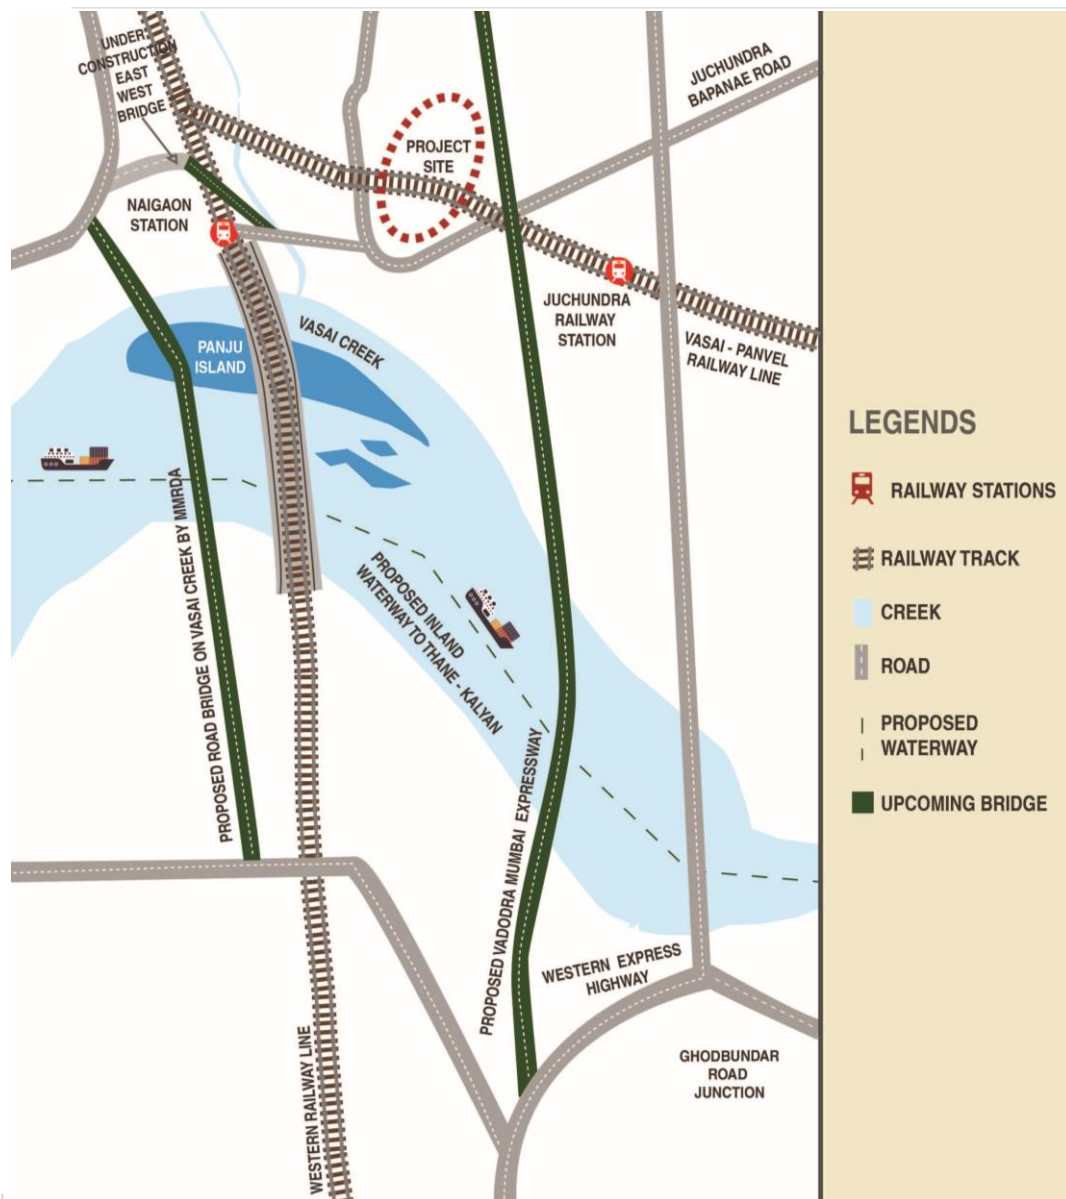 UNDER
CONSTRUCTION
EAST
WEST
BRIDGE
JUCHUNDRA
BAPANAE ROAD
PROJECT
SITE
NAIGAON
STATION
JUCHUNDRA
RAILWAY
STATION
VASAI - PANVEL
RAILWAY LINE
VASAI CREEK
PANJU
ISLAND
PROPOSED ROAD BRIDGE ON VASAI CREEK BY MMRDA
PROPOSED INLAND
WATERWAY TO THANE - KALYAN
PROPOSED VADODRA MUMBAI EXPRESSWAY
WESTERN EXPRESS
HIGHWAY
GHODBUNDAR
ROAD
JUNCTION
WESTERN RAILWAY LINE
LEGENDS
RAILWAY STATIONS
RAILWAY TRACK
CREEK
ROAD
PROPOSED
WATERWAY
UPCOMING BRIDGE